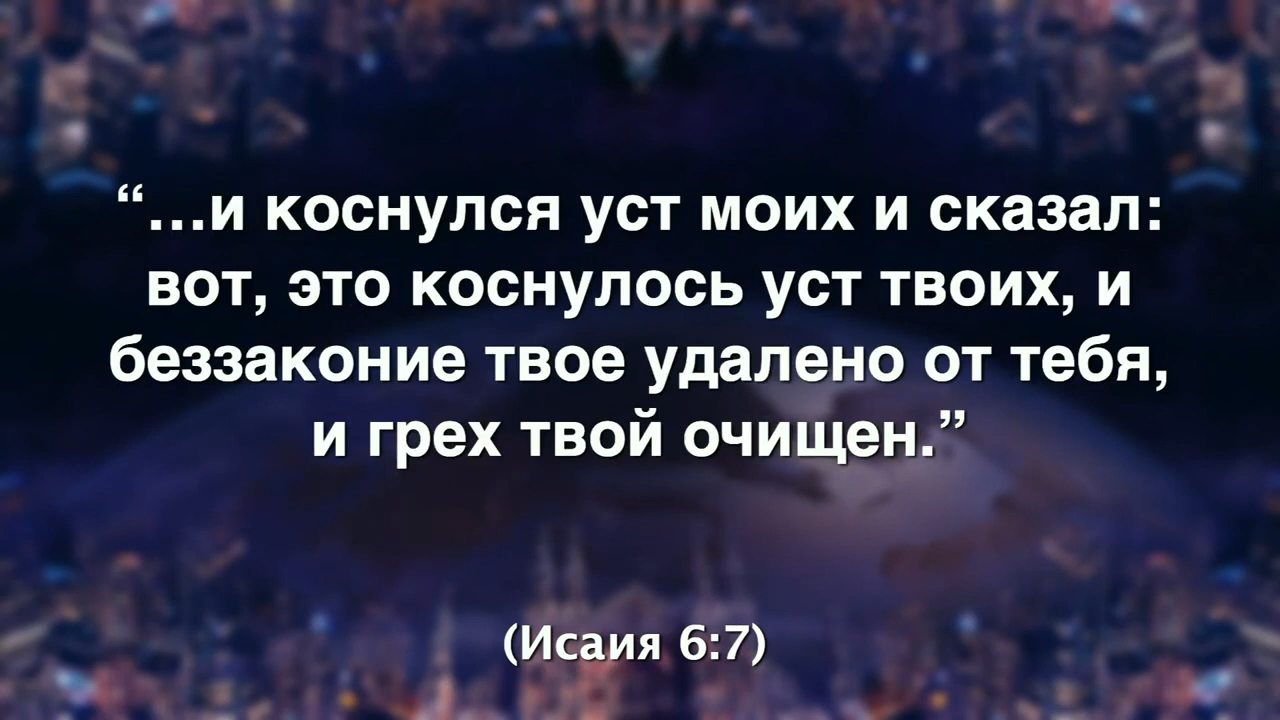 “...и коснулся уст моих и сказал:
вот, это коснулось уст твоих, и
беззаконие твое удалено от тебя,
и грех твой очищен.”
(Исаия 6:7)